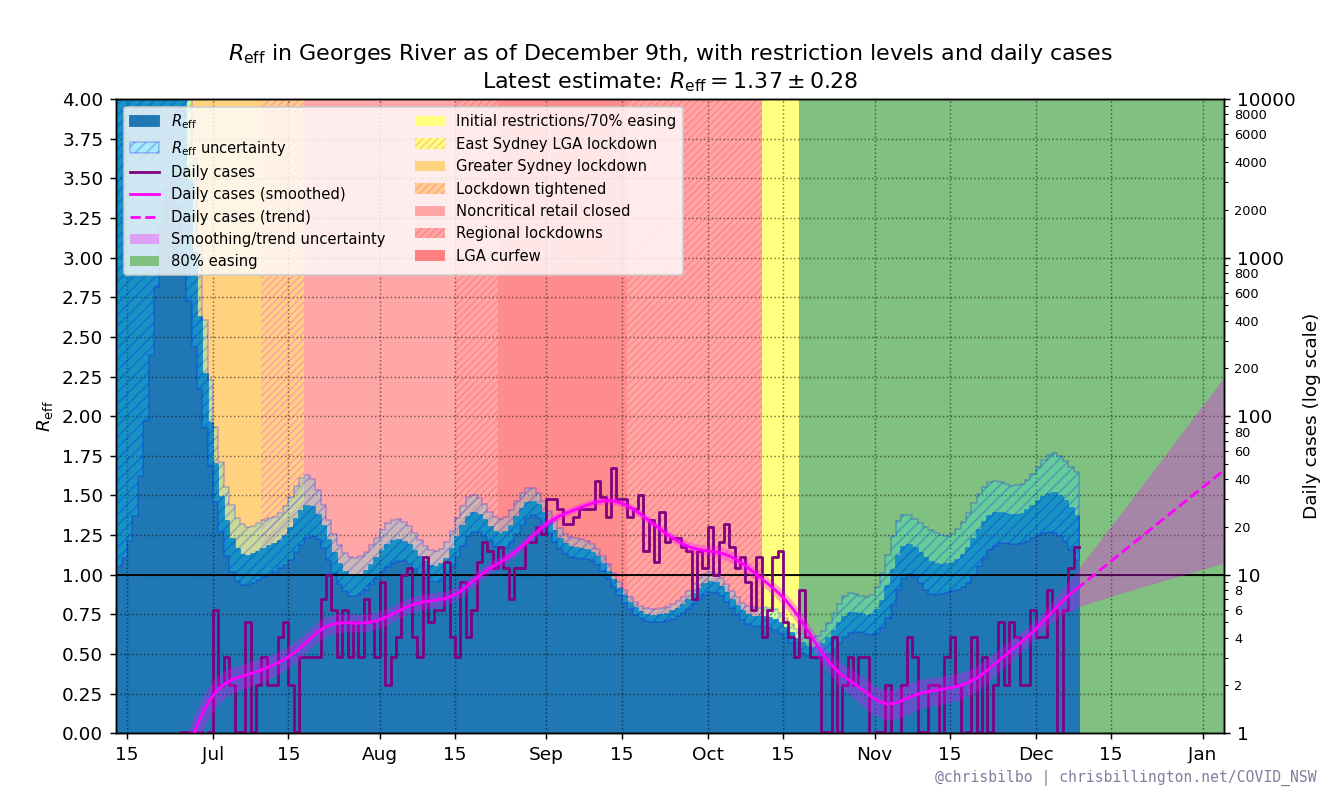 Reff in Georges River as of December 9th, with restriction levels and daily cases
Latest estimate: Reff = 1.37 ± 0.28
Reff
Reff uncertainty
Daily cases
Daily cases (smoothed)
Daily cases (trend)
Smoothing/trend uncertainty
80% easing
Initial restrictions/70% easing
East Sydney LGA lockdown
Greater Sydney lockdown
Lockdown tightened
Noncritical retail closed
Regional lockdowns
LGA curfew
Reff
4.00
3.75
3.50
3.25
3.00
2.75
2.50
2.25
2.00
1.75
1.50
1.25
1.00
0.75
0.50
0.25
0.00
15
Jul
15
Aug
15
Sep
15
Oct
15
Nov
15
Dec
15
Jan
10000
8000
6000
4000
2000
1000
800
600
400
200
100
80
60
40
20
10
8
6
4
2
1
Daily cases (log scale)
@chrisbilbo | chrisbillington.net/COVID_NSW